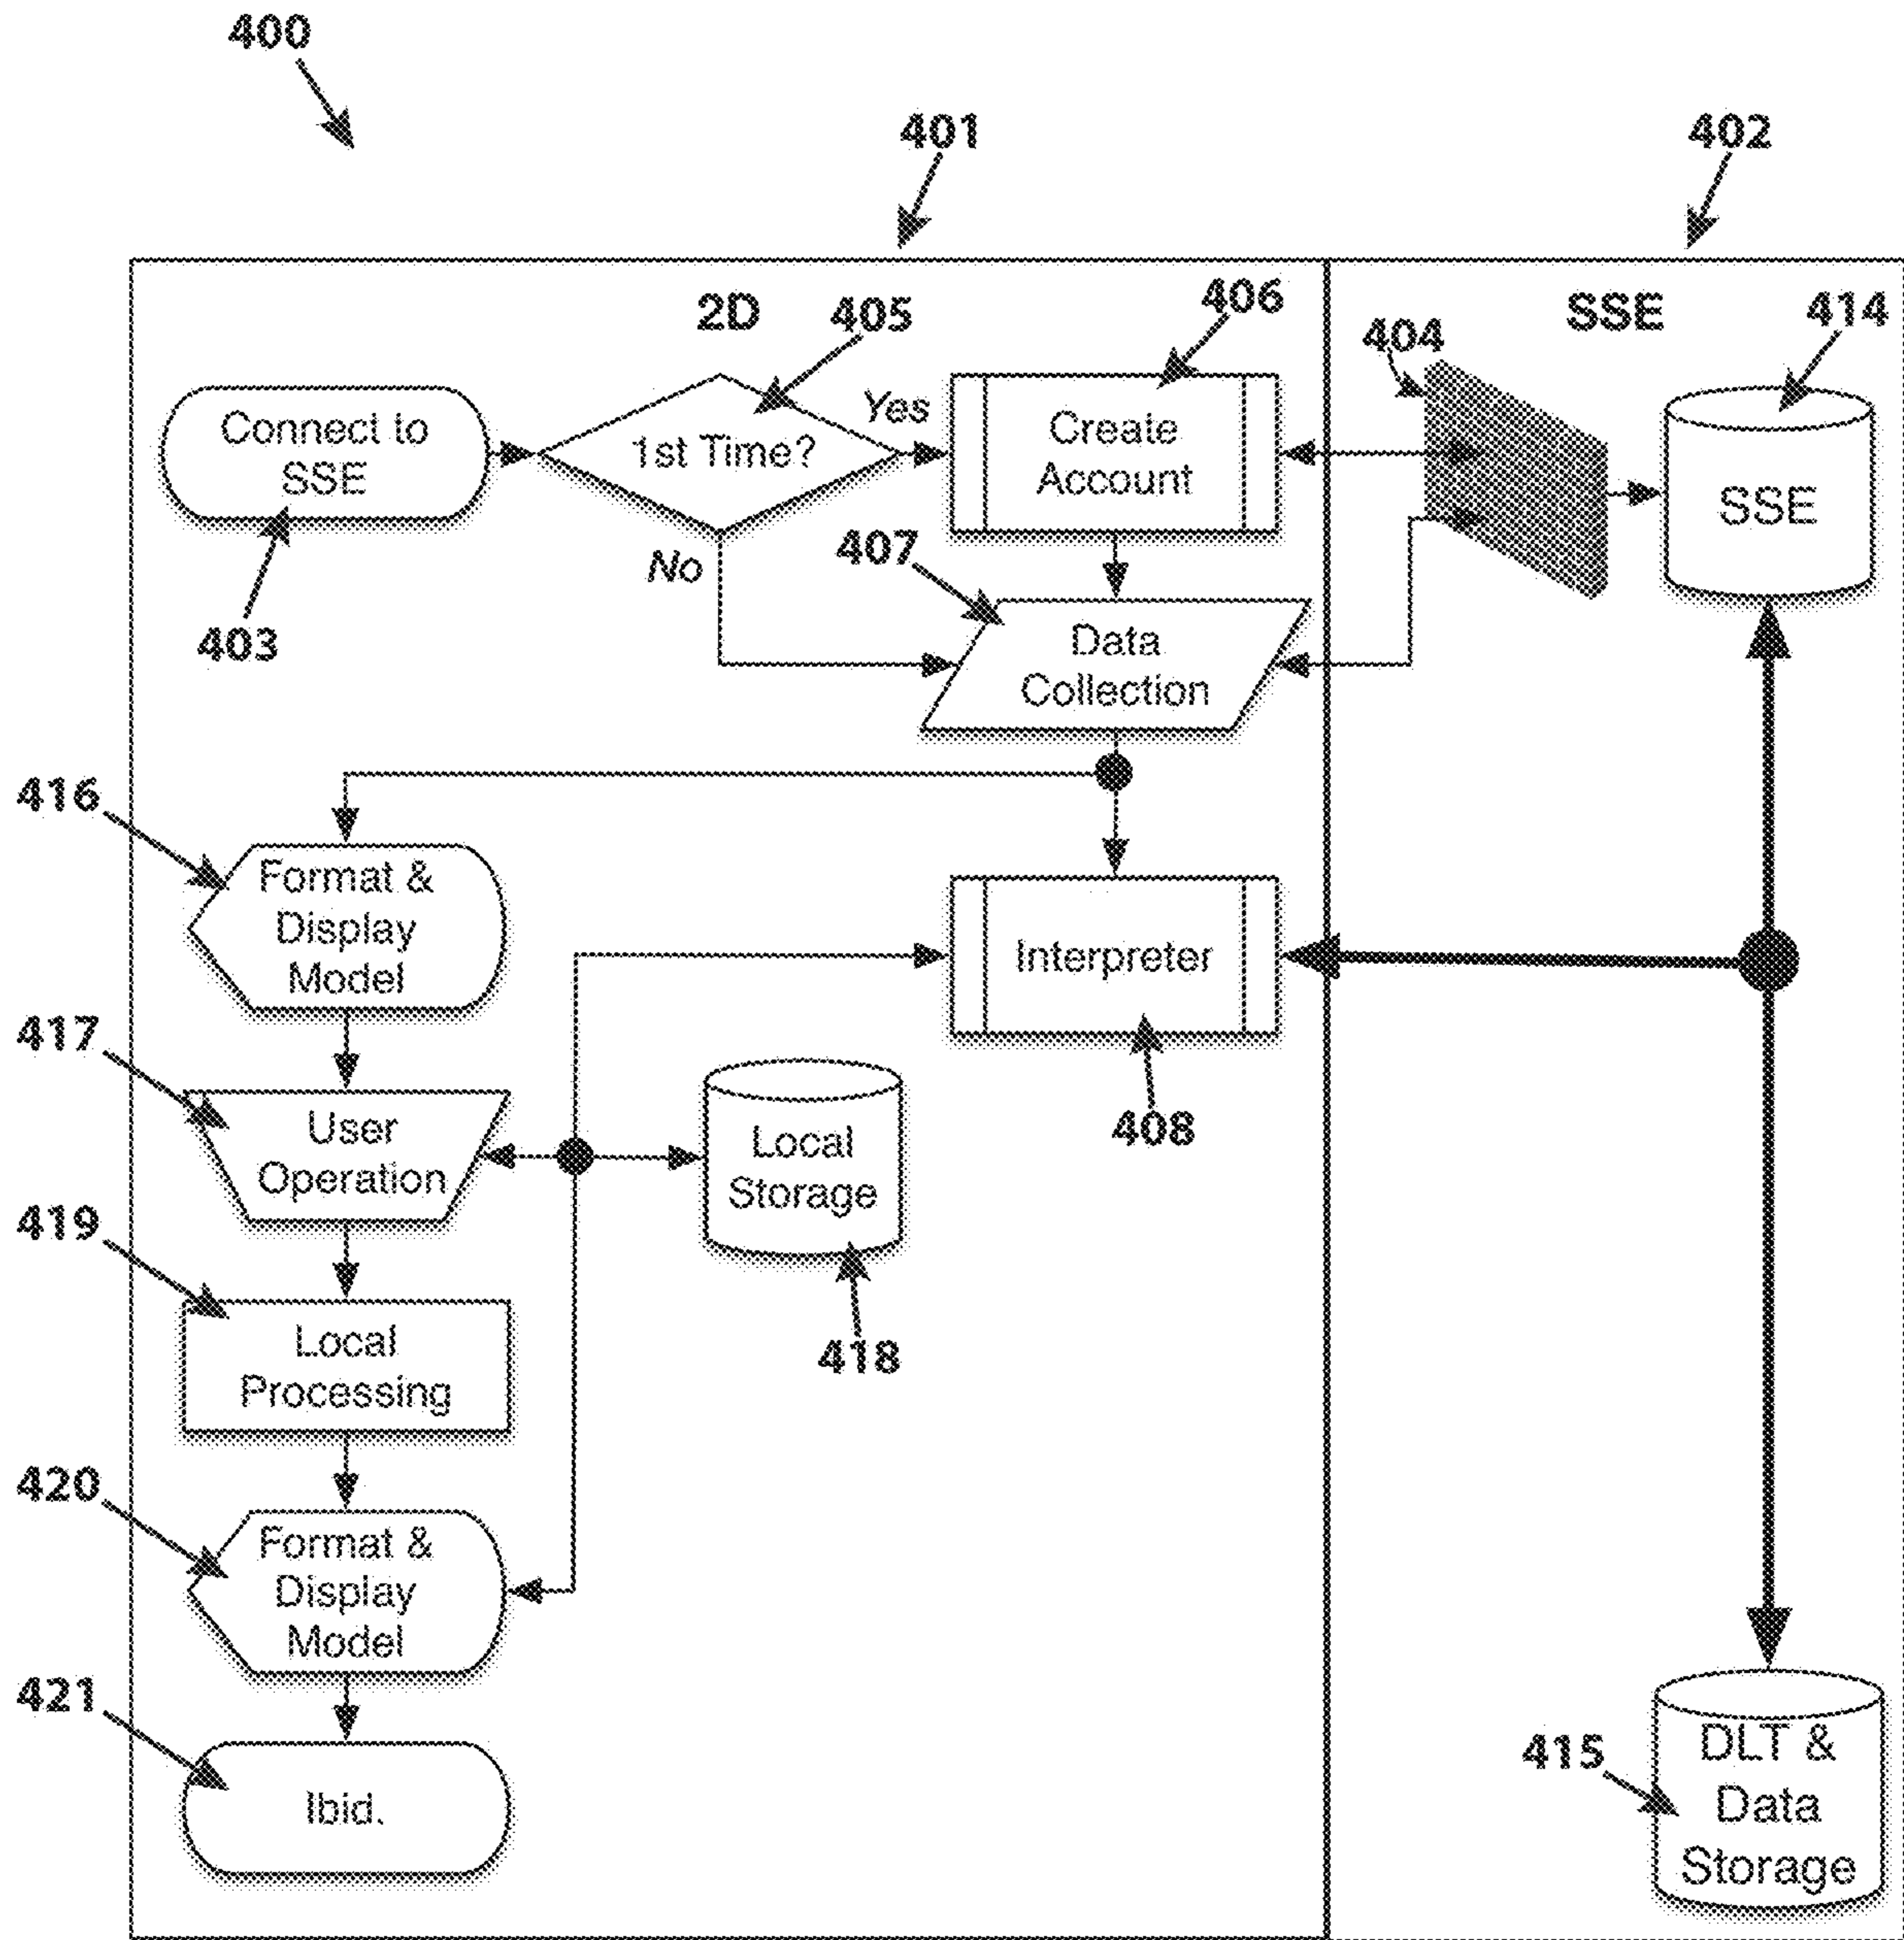 400
401
402
2D
405
406
SSE
414
404
Connect to
SSE
1st Time?
Yes
Create
Account
SSE
403
No
407
Data
Collection
416
Format &
Display
Model
Interpreter
408
417
User
Operation
Local
Storage
418
419
Local
Processing
420
Format &
Display
Model
421
Ibid.
415
DLT &
Data
Storage